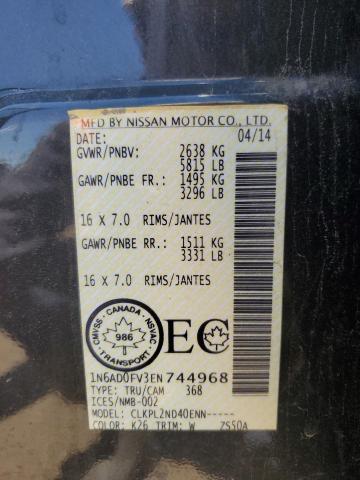 MFD BY NISSAN MOTOR CO., LTD.
DATE: 04/14
GVWR/PNBV: 2638 KG
5815 LB
GAWR/PNBE FR.: 1495 KG
3296 LB
16 X 7.0 RIMS/JANTES
GAWR/PNBE RR.: 1511 KG
3331 LB
16 X 7.0 RIMS/JANTES
CANADA
CMVSS NSVAC
986
TRANSPORT
EC
1N6AD0FV3EN744968
TYPE: TRU/CAM 368
ICES/NMB-002
MODEL: CLKPL2ND40ENN-----
COLOR: K26 TRIM: W ZS50A